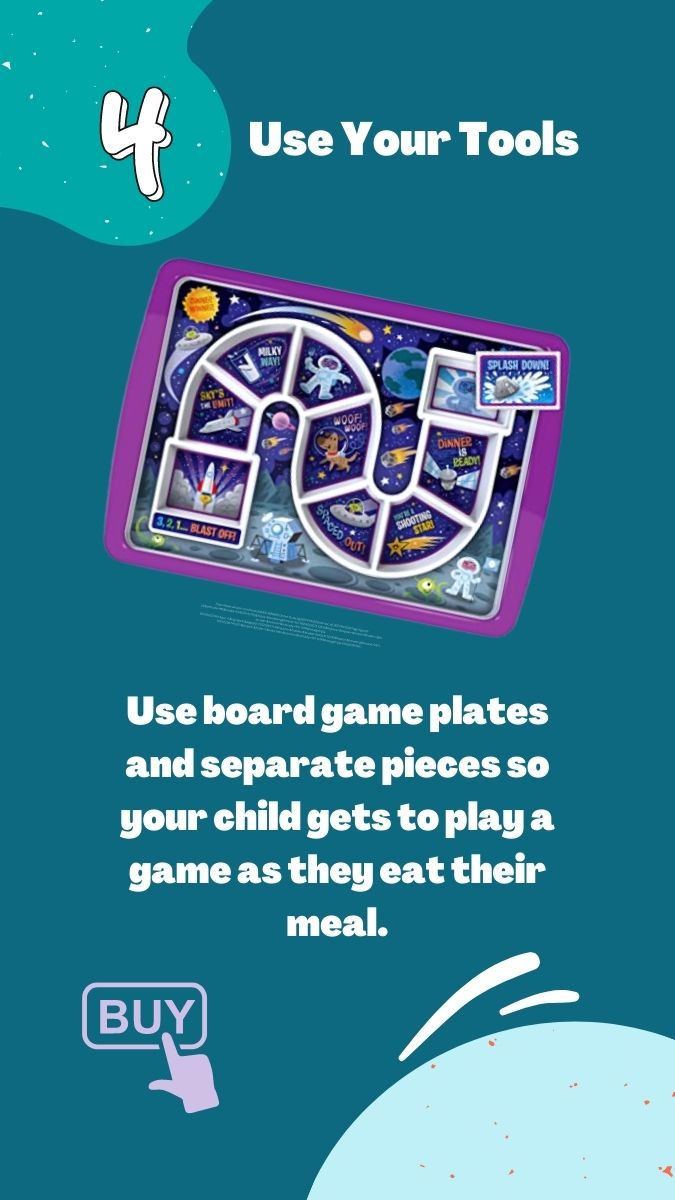 4
Use Your Tools
DINNER
WINNER
MILKY
WAY!
SPLASH DOWN!
SKY'S
THE LIMIT!
WOOF!
WOOF!
DINNER
IS
READY!
SPACED OUT!
YOU'RE A
SHOOTING
STAR!
3, 2, 1... BLAST OFF!
Use board game plates
and separate pieces so
your child gets to play a
game as they eat their
meal.
BUY